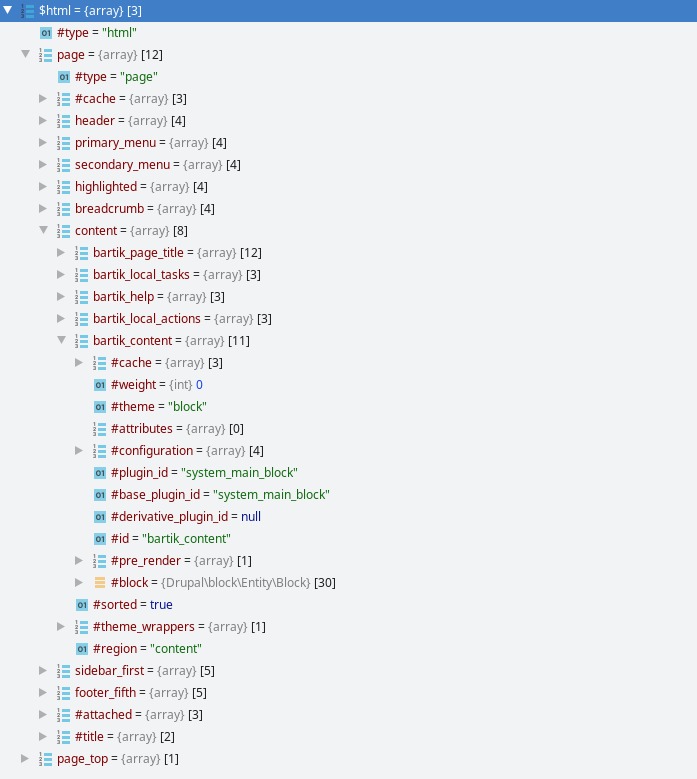 $html = {array} [3]
#type = "html"
page = {array} [12]
#type = "page"
#cache = {array} [3]
header = {array} [4]
primary_menu = {array} [4]
secondary_menu = {array} [4]
highlighted = {array} [4]
breadcrumb = {array} [4]
content = {array} [8]
bartik_page_title = {array} [12]
bartik_local_tasks = {array} [3]
bartik_help = {array} [3]
bartik_local_actions = {array} [3]
bartik_content = {array} [11]
#cache = {array} [3]
#weight = {int} 0
#theme = "block"
#attributes = {array} [0]
#configuration = {array} [4]
#plugin_id = "system_main_block"
#base_plugin_id = "system_main_block"
#derivative_plugin_id = null
#id = "bartik_content"
#pre_render = {array} [1]
#block = {Drupal\block\Entity\Block} [30]
#sorted = true
#theme_wrappers = {array} [1]
#region = "content"
sidebar_first = {array} [5]
footer_fifth = {array} [5]
#attached = {array} [3]
#title = {array} [2]
page_top = {array} [1]